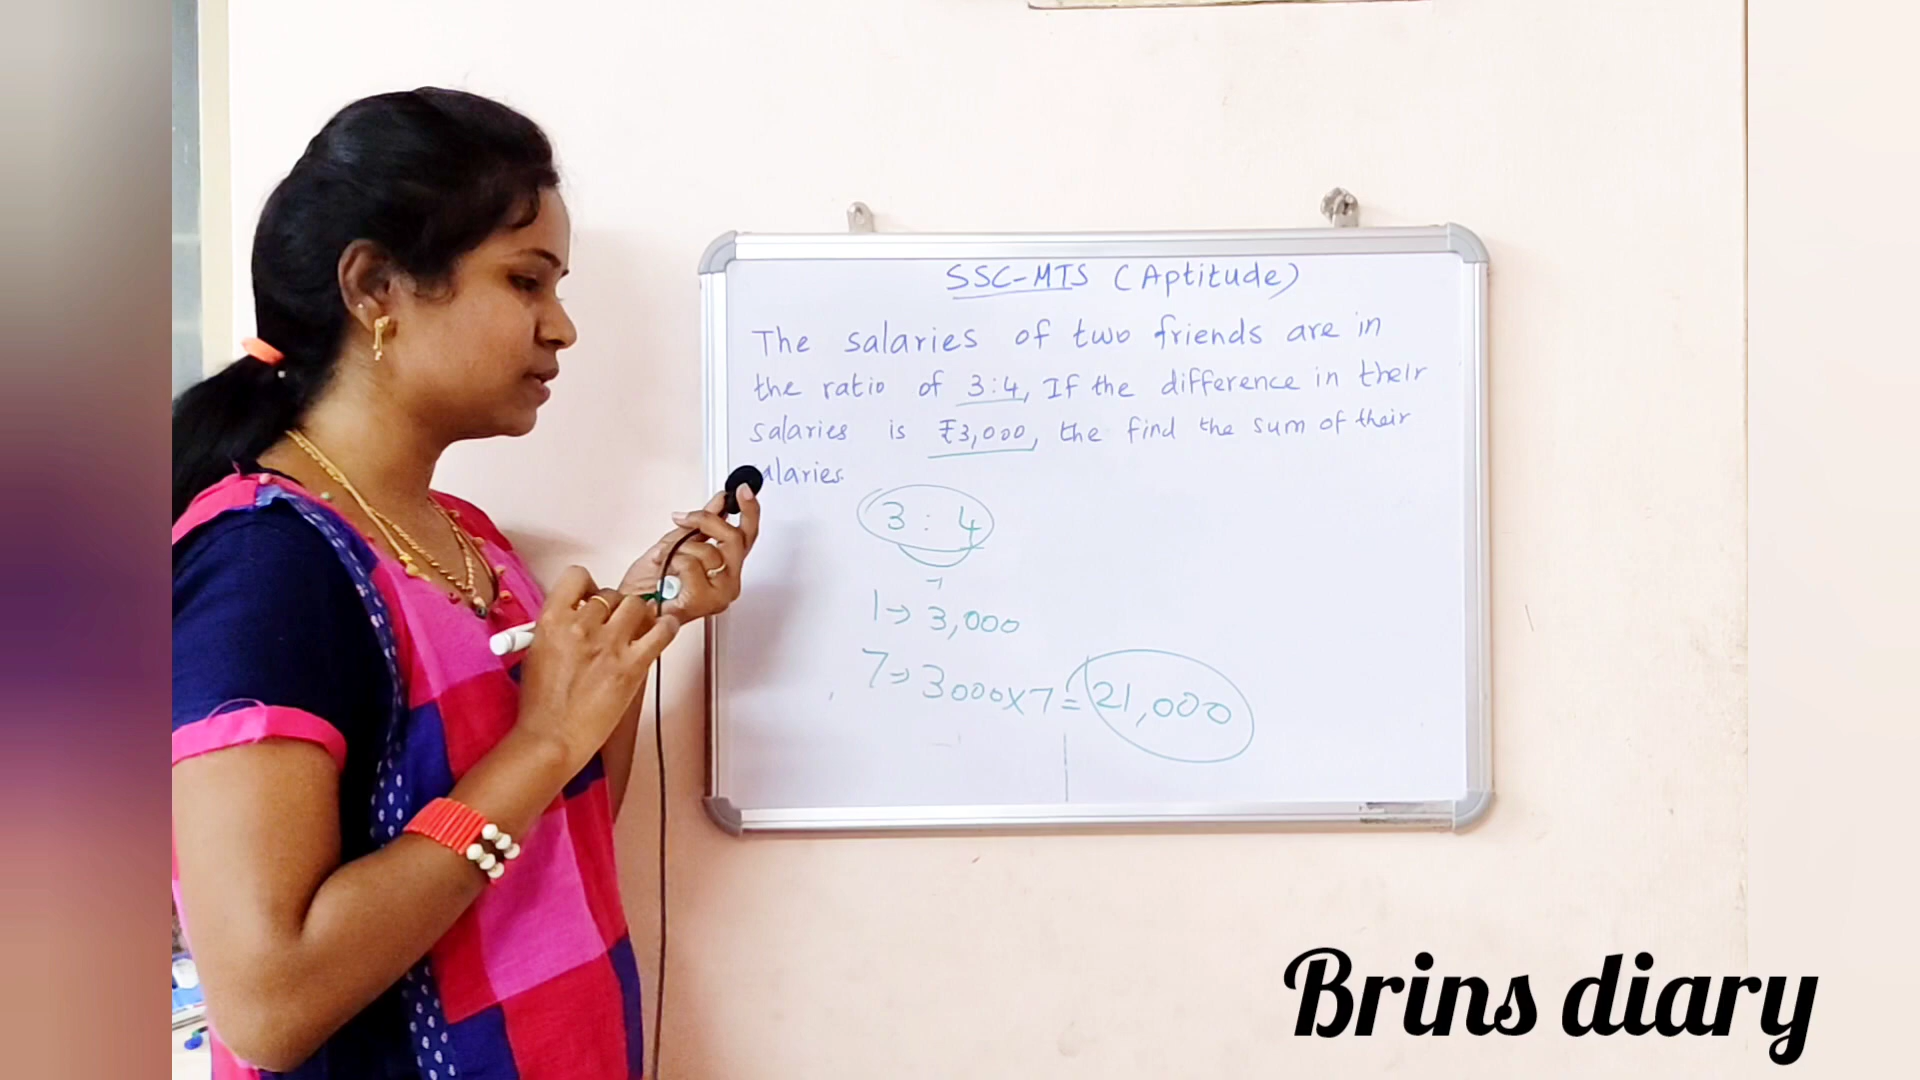 SSC-MTS (Aptitude)
The salaries of two friends are in
the ratio of 3:4, If the difference in their
salaries is ₹3,000, the find the sum of their
alaries.
3 : 4
1
1→ 3,000
7→ 3000x7= 21,000
Brins diary